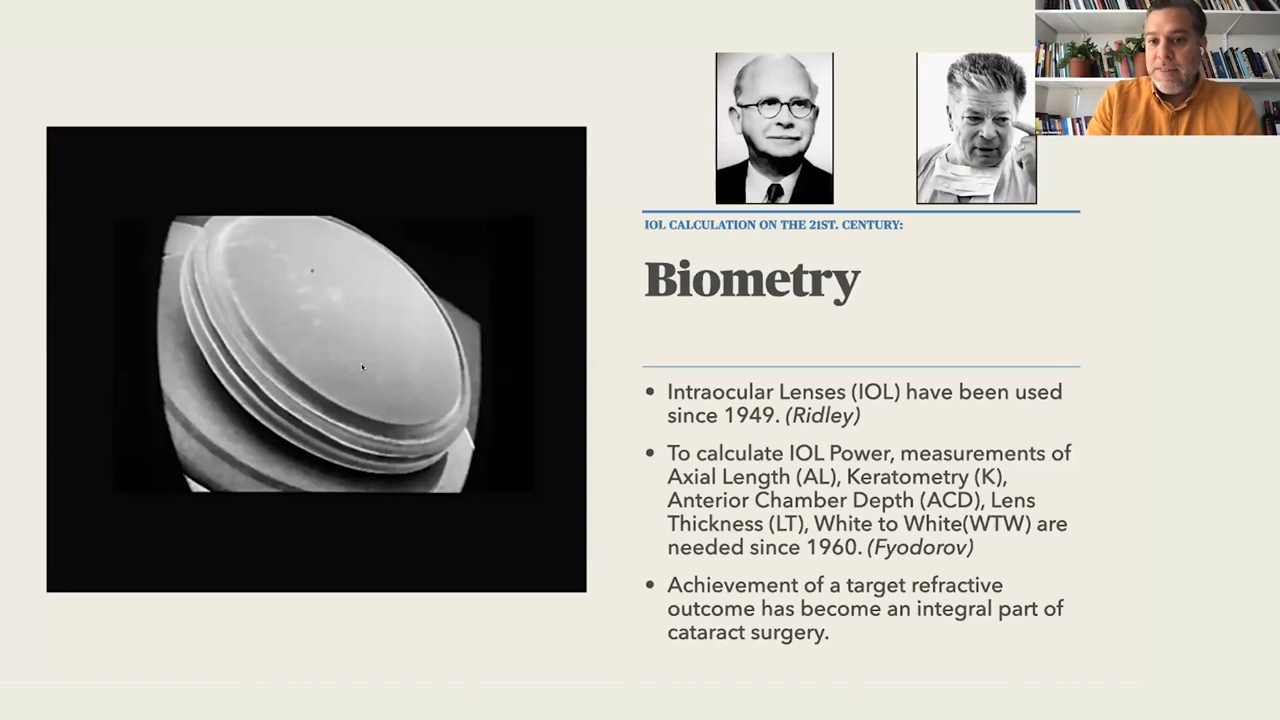 IOL CALCULATION ON THE 21ST. CENTURY:
Biometry
• Intraocular Lenses (IOL) have been used
since 1949. (Ridley)
• To calculate IOL Power, measurements of
Axial Length (AL), Keratometry (K),
Anterior Chamber Depth (ACD), Lens
Thickness (LT), White to White(WTW) are
needed since 1960. (Fyodorov)
• Achievement of a target refractive
outcome has become an integral part of
cataract surgery.